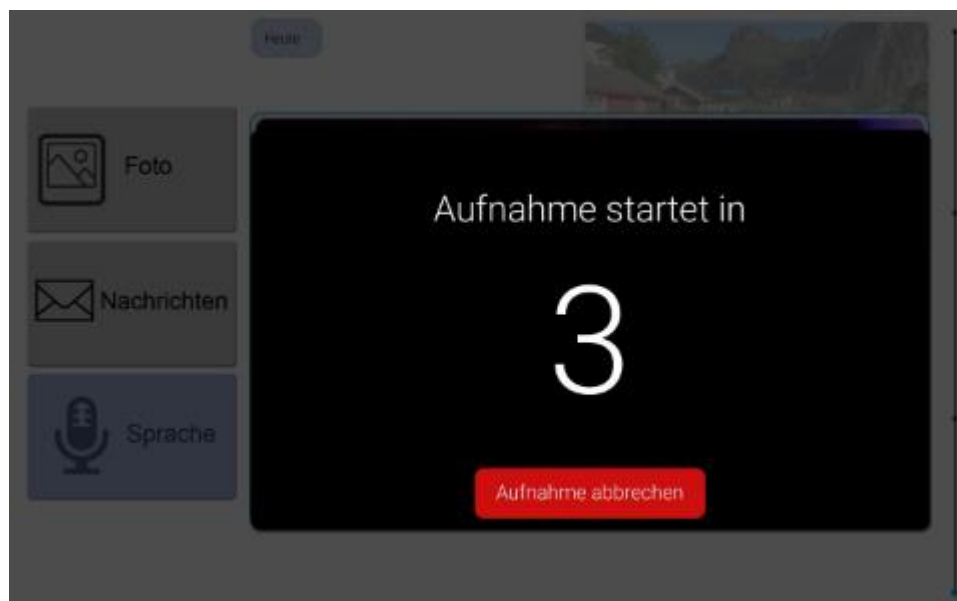 Heute
Foto
Nachrichten
Sprache
Aufnahme startet in
3
Aufnahme abbrechen